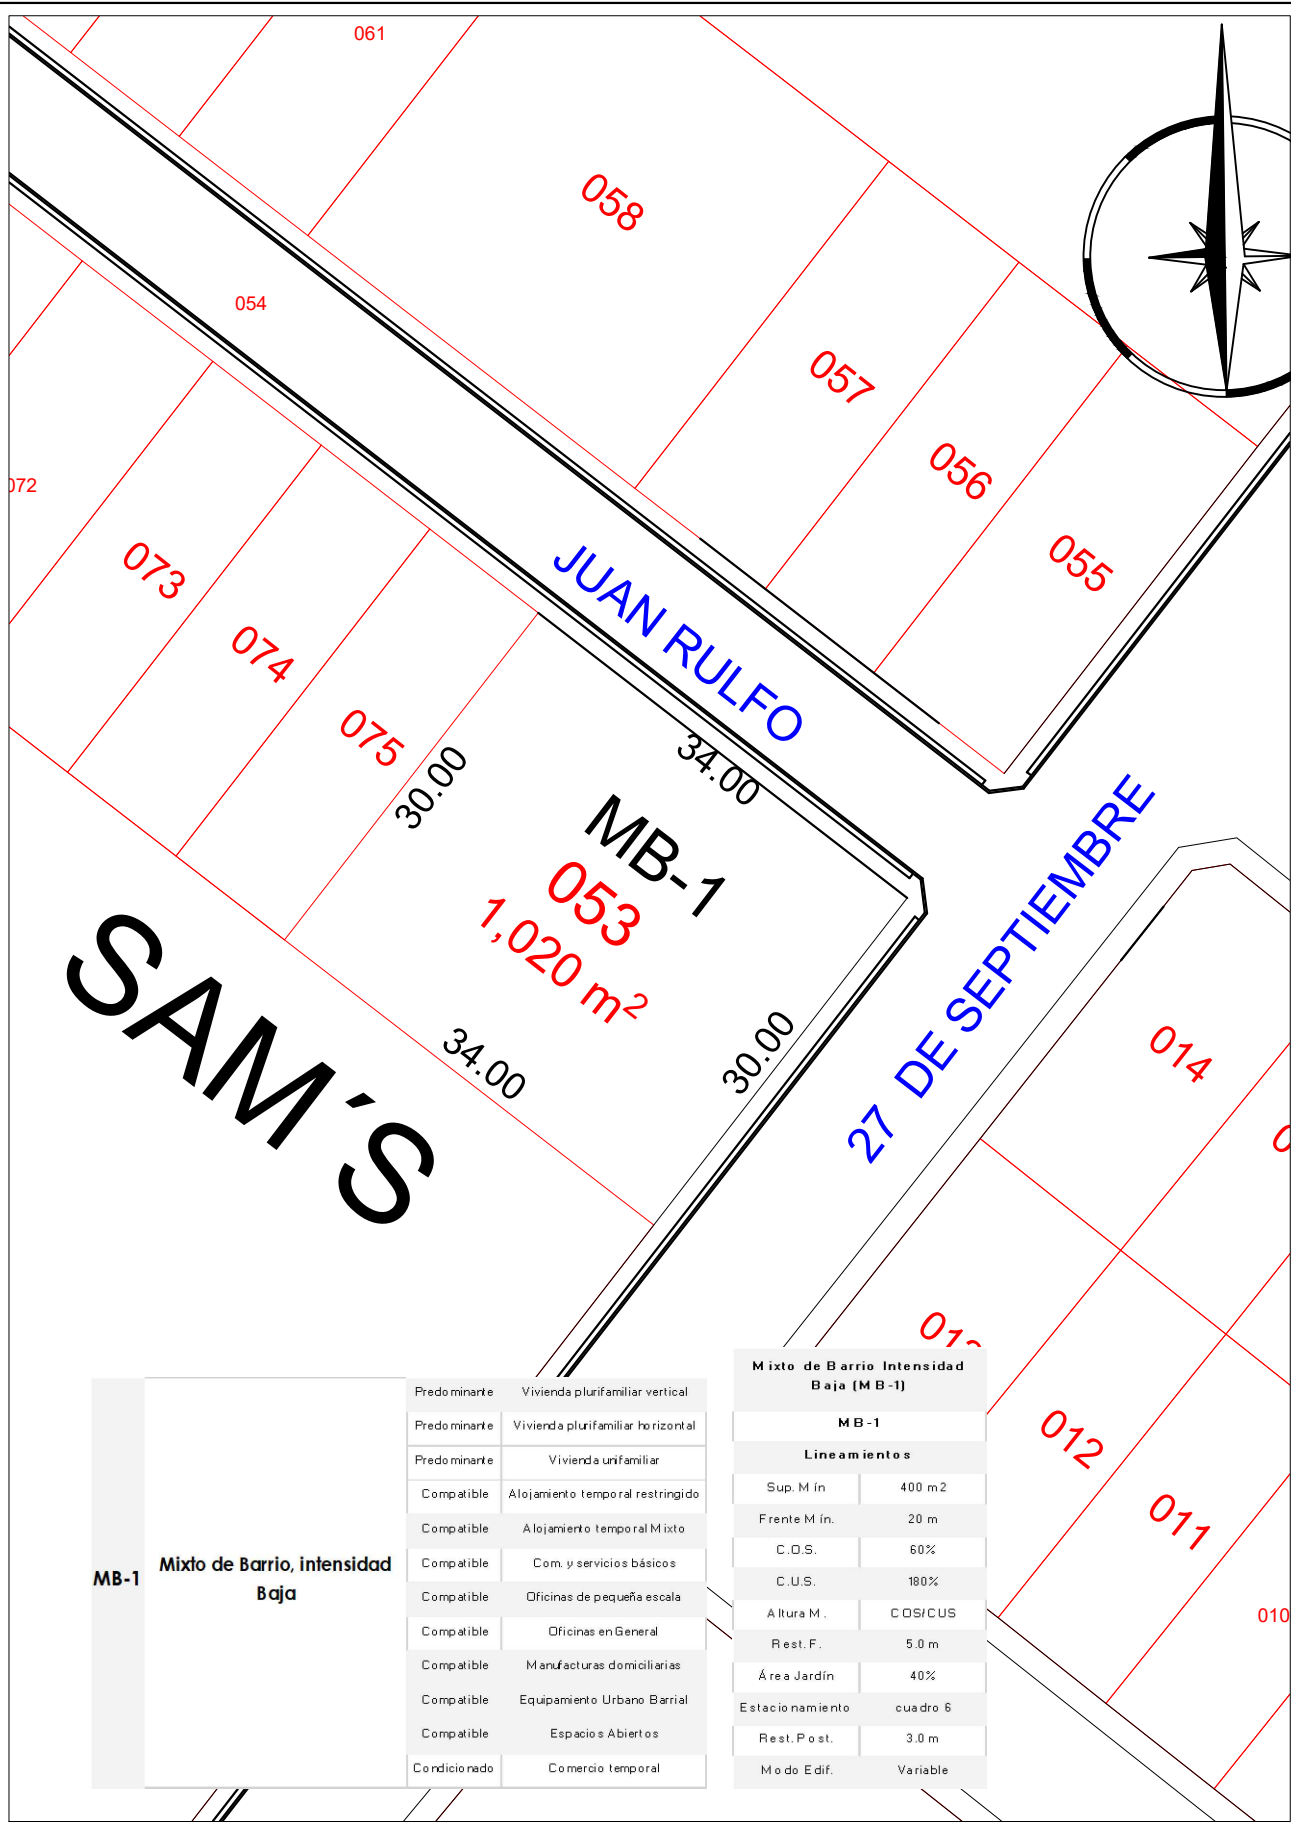 061
058
054
057
056
055
072
073
074
075
JUAN RULFO
34.00
30.00
MB-1
053
1,020 m²
34.00
30.00
SAM´S
27 DE SEPTIEMBRE
014
012
011
010
MB-1
Mixto de Barrio, intensidad
Baja
Predominante Vivienda plurifamiliar vertical
Predominante Vivienda plurifamiliar horizontal
Predominante Vivienda unifamiliar
Compatible Alojamiento temporal restringido
Compatible Alojamiento temporal Mixto
Compatible Com. y servicios básicos
Compatible Oficinas de pequeña escala
Compatible Oficinas en General
Compatible Manufacturas domiciliarias
Compatible Equipamiento Urbano Barrial
Compatible Espacios Abiertos
Condicionado Comercio temporal
Mixto de Barrio Intensidad
Baja (MB-1)
MB-1
Lineamientos
Sup. Mín 400 m2
Frente Mín. 20 m
C.O.S. 60%
C.U.S. 180%
Altura M. COS/CUS
Rest. F. 5.0 m
Área Jardín 40%
Estacionamiento cuadro 6
Rest. Post. 3.0 m
Modo Edif. Variable